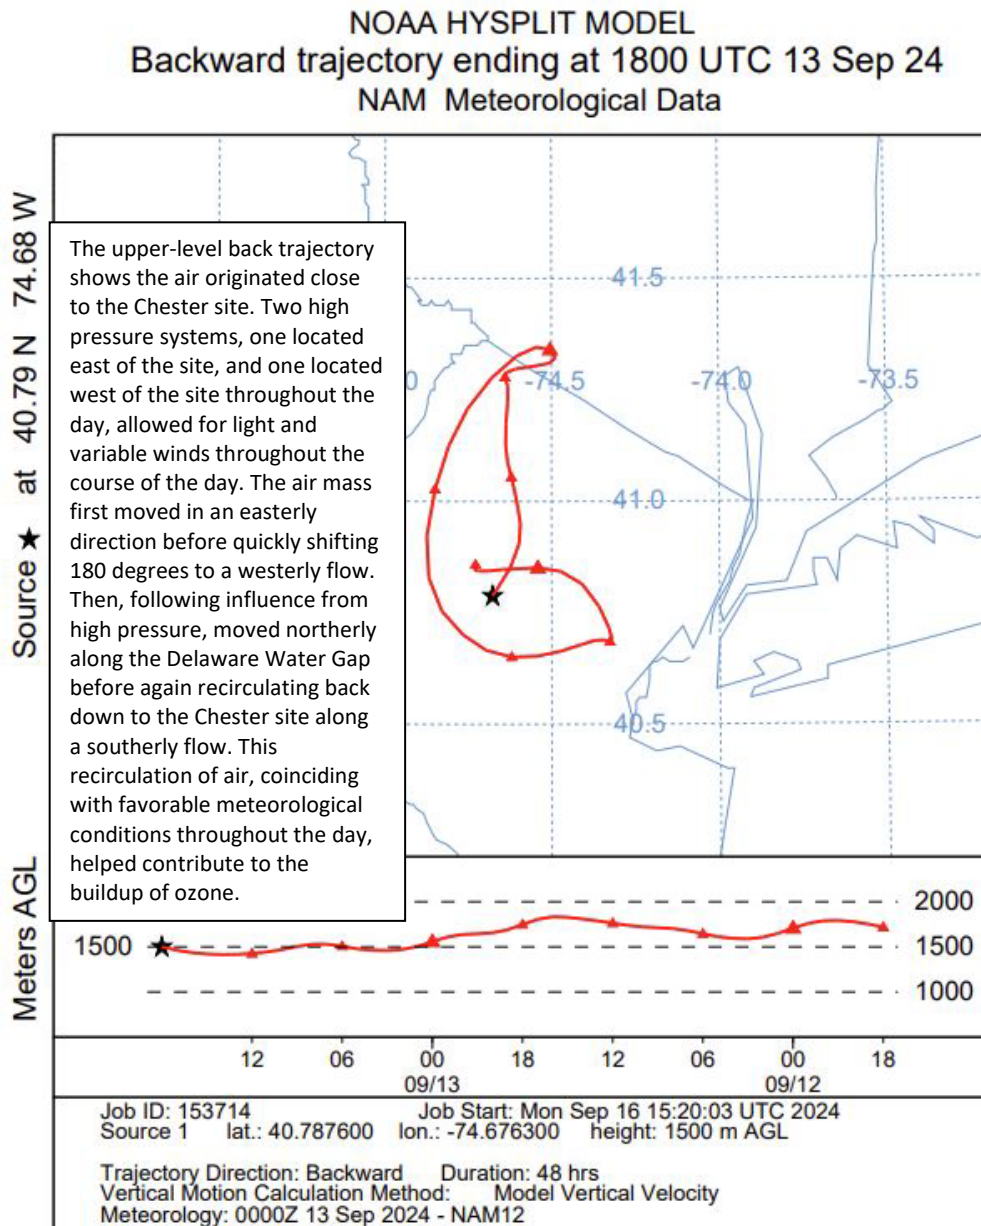 NOAA HYSPLIT MODEL
Backward trajectory ending at 1800 UTC 13 Sep 24
NAM Meteorological Data
Source ★ at 40.79 N 74.68 W
The upper-level back trajectory
shows the air originated close
to the Chester site. Two high
pressure systems, one located
east of the site, and one located
west of the site throughout the
day, allowed for light and
variable winds throughout the
course of the day. The air mass
first moved in an easterly
direction before quickly shifting
180 degrees to a westerly flow.
Then, following influence from
high pressure, moved northerly
along the Delaware Water Gap
before again recirculating back
down to the Chester site along
a southerly flow. This
recirculation of air, coinciding
with favorable meteorological
conditions throughout the day,
helped contribute to the
buildup of ozone.
41.5
0 -74.5 -74.0 -73.5
41.0
40.5
Meters AGL
2000
1500 1500
1000
12 06 00 18 12 06 00 18
09/13 09/12
Job ID: 153714 Job Start: Mon Sep 16 15:20:03 UTC 2024
Source 1 lat.: 40.787600 lon.: -74.676300 height: 1500 m AGL
Trajectory Direction: Backward Duration: 48 hrs
Vertical Motion Calculation Method: Model Vertical Velocity
Meteorology: 0000Z 13 Sep 2024 - NAM12